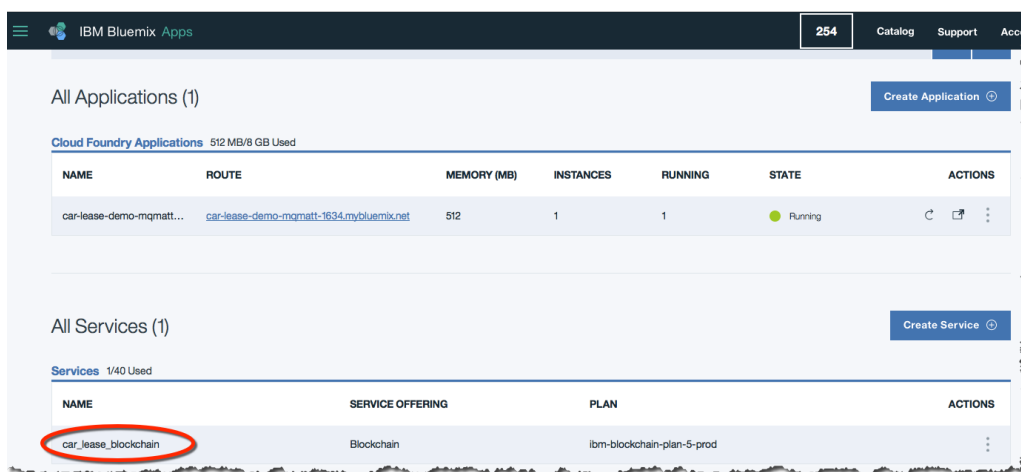 IBM Bluemix Apps 254 Catalog Support Acc
All Applications (1) Create Application
Cloud Foundry Applications 512 MB/8 GB Used
NAME ROUTE MEMORY (MB) INSTANCES RUNNING STATE ACTIONS
car-lease-demo-mqmatt... car-lease-demo-mqmatt-1634.mybluemix.net 512 1 1 Running
All Services (1) Create Service
Services 1/40 Used
NAME SERVICE OFFERING PLAN ACTIONS
car_lease_blockchain Blockchain ibm-blockchain-plan-5-prod